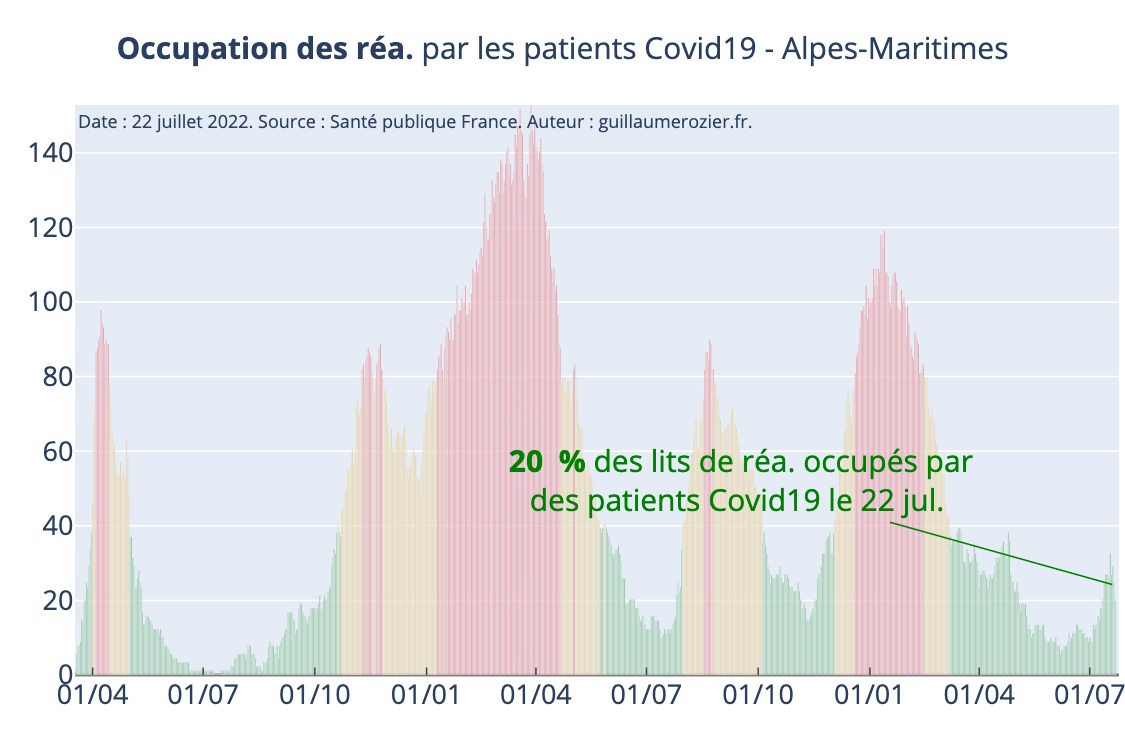 Occupation des réa. par les patients Covid19 - Alpes-Maritimes
Date : 22 juillet 2022. Source : Santé publique France. Auteur : guillaumerozier.fr.
140
120
100
80
60
40
20
0
20 % des lits de réa. occupés par
des patients Covid19 le 22 jul.
01/04 01/07 01/10 01/01 01/04 01/07 01/10 01/01 01/04 01/07